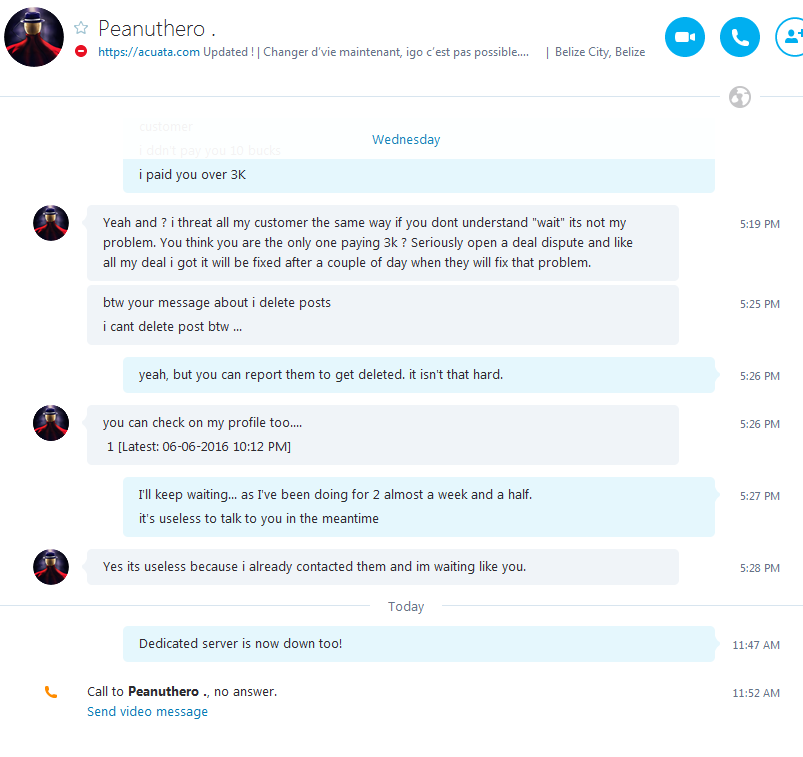 Peanuthero .
https://acuata.com Updated ! | Changer d'vie maintenant, igo c'est pas possible.... | Belize City, Belize
customer
Wednesday
i ddn't pay you 10 bucks
i paid you over 3K
Yeah and ? i threat all my customer the same way if you dont understand "wait" its not my
problem. You think you are the only one paying 3k ? Seriously open a deal dispute and like
all my deal i got it will be fixed after a couple of day when they will fix that problem.
5:19 PM
btw your message about i delete posts
i cant delete post btw ...
5:25 PM
yeah, but you can report them to get deleted. it isn't that hard.
5:26 PM
you can check on my profile too....
1 [Latest: 06-06-2016 10:12 PM]
5:26 PM
I'll keep waiting... as I've been doing for 2 almost a week and a half.
it's useless to talk to you in the meantime
5:27 PM
Yes its useless because i already contacted them and im waiting like you.
5:28 PM
Today
Dedicated server is now down too!
11:47 AM
Call to Peanuthero ., no answer.
Send video message
11:52 AM